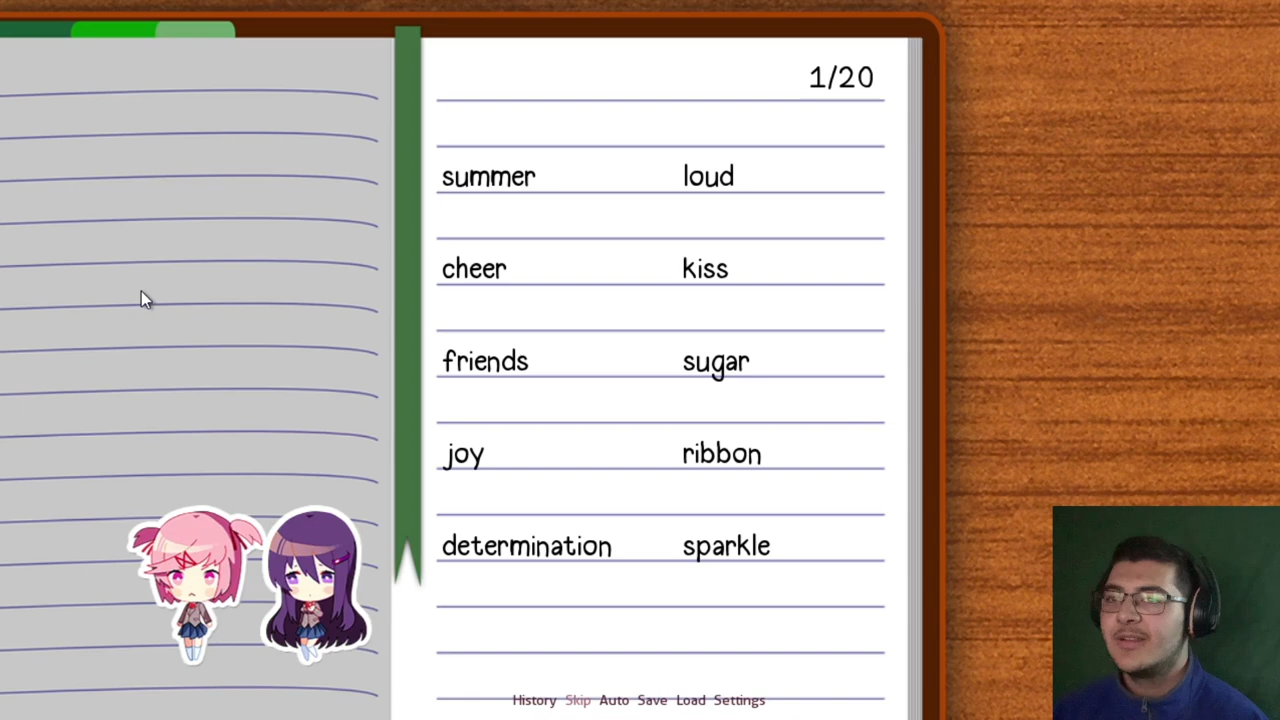 1/20
summer loud
cheer kiss
friends sugar
joy ribbon
determination sparkle
History Skip Auto Save Load Settings